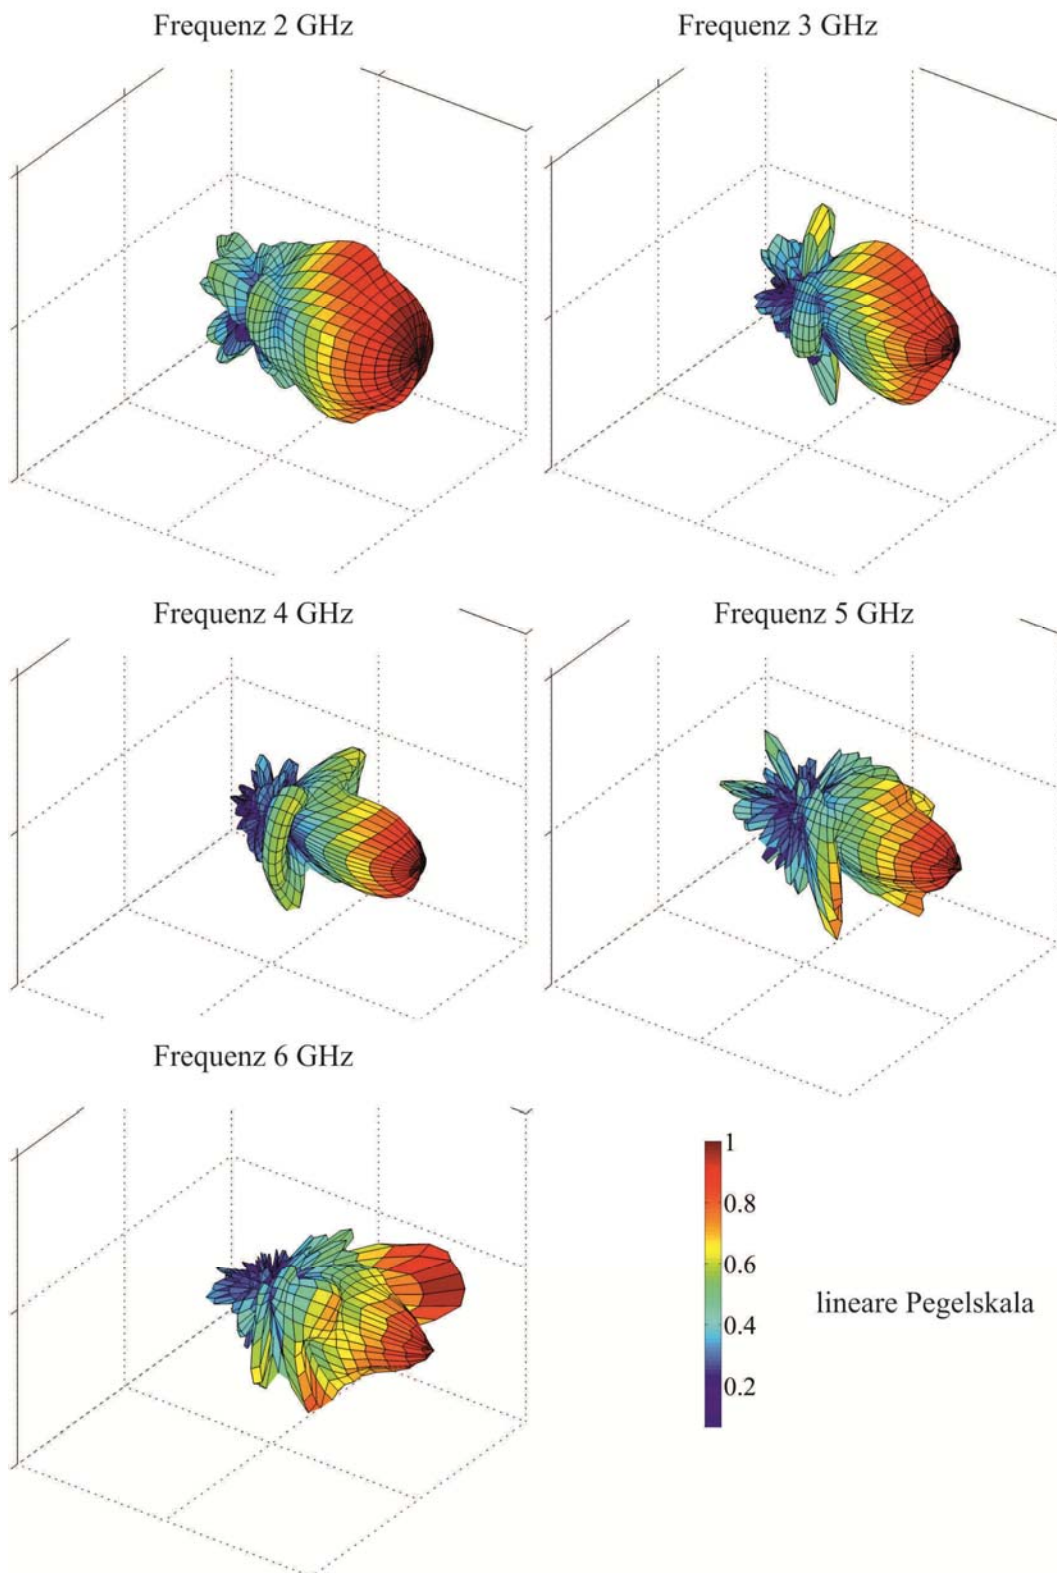 Frequenz 2 GHz
Frequenz 3 GHz
Frequenz 4 GHz
Frequenz 5 GHz
Frequenz 6 GHz
1
0.8
0.6
0.4
0.2
lineare Pegelskala